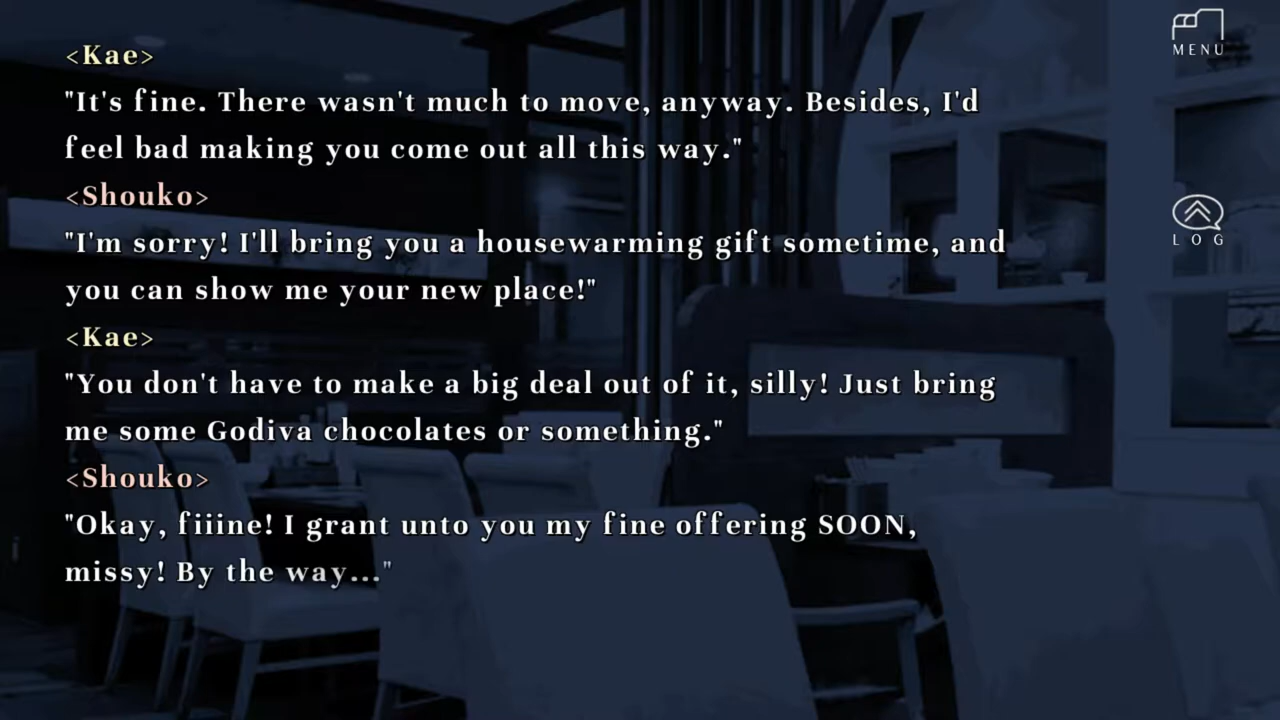 <Kae>
"It's fine. There wasn't much to move, anyway. Besides, I'd
feel bad making you come out all this way."
<Shouko>
"I'm sorry! I'll bring you a housewarming gift sometime, and
you can show me your new place!"
<Kae>
"You don't have to make a big deal out of it, silly! Just bring
me some Godiva chocolates or something."
<Shouko>
"Okay, fiiine! I grant unto you my fine offering SOON,
missy! By the way..."
MENU
LOG